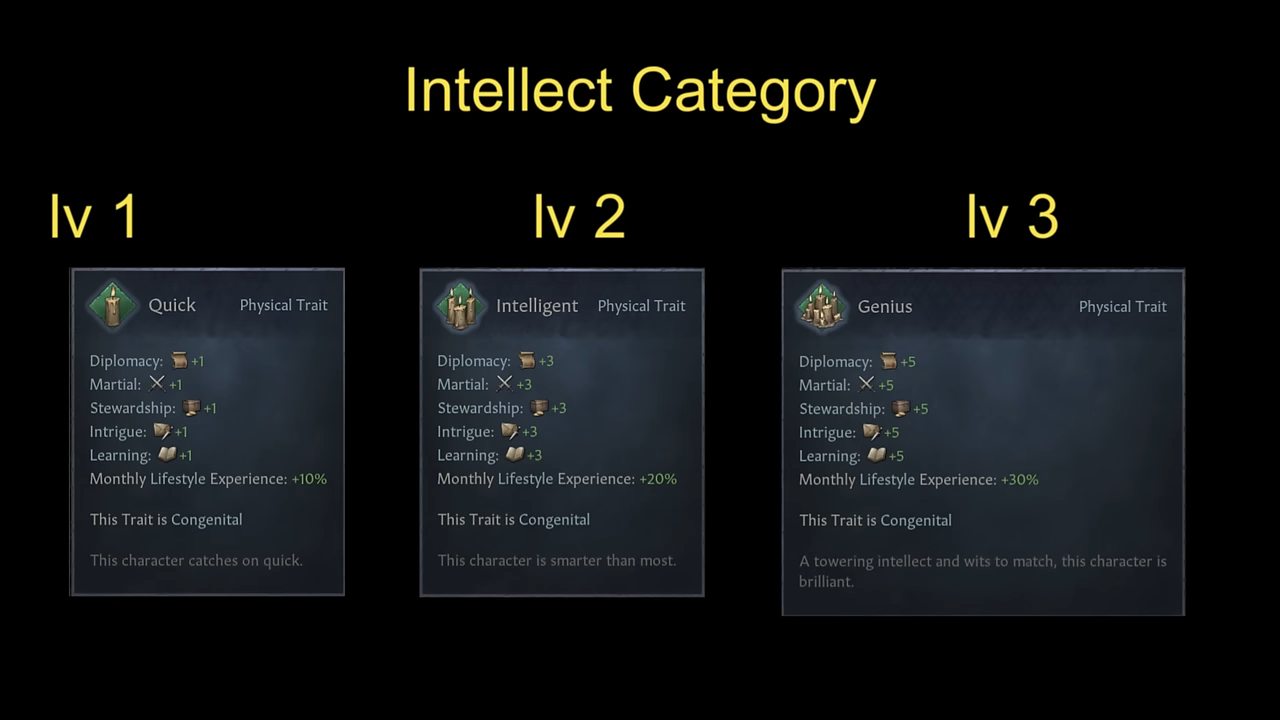 Intellect Category
lv 1
lv 2
lv 3
Quick Physical Trait
Diplomacy: +1
Martial: +1
Stewardship: +1
Intrigue: +1
Learning: +1
Monthly Lifestyle Experience: +10%
This Trait is Congenital
This character catches on quick.
Intelligent Physical Trait
Diplomacy: +3
Martial: +3
Stewardship: +3
Intrigue: +3
Learning: +3
Monthly Lifestyle Experience: +20%
This Trait is Congenital
This character is smarter than most.
Genius Physical Trait
Diplomacy: +5
Martial: +5
Stewardship: +5
Intrigue: +5
Learning: +5
Monthly Lifestyle Experience: +30%
This Trait is Congenital
A towering intellect and wits to match, this character is
brilliant.